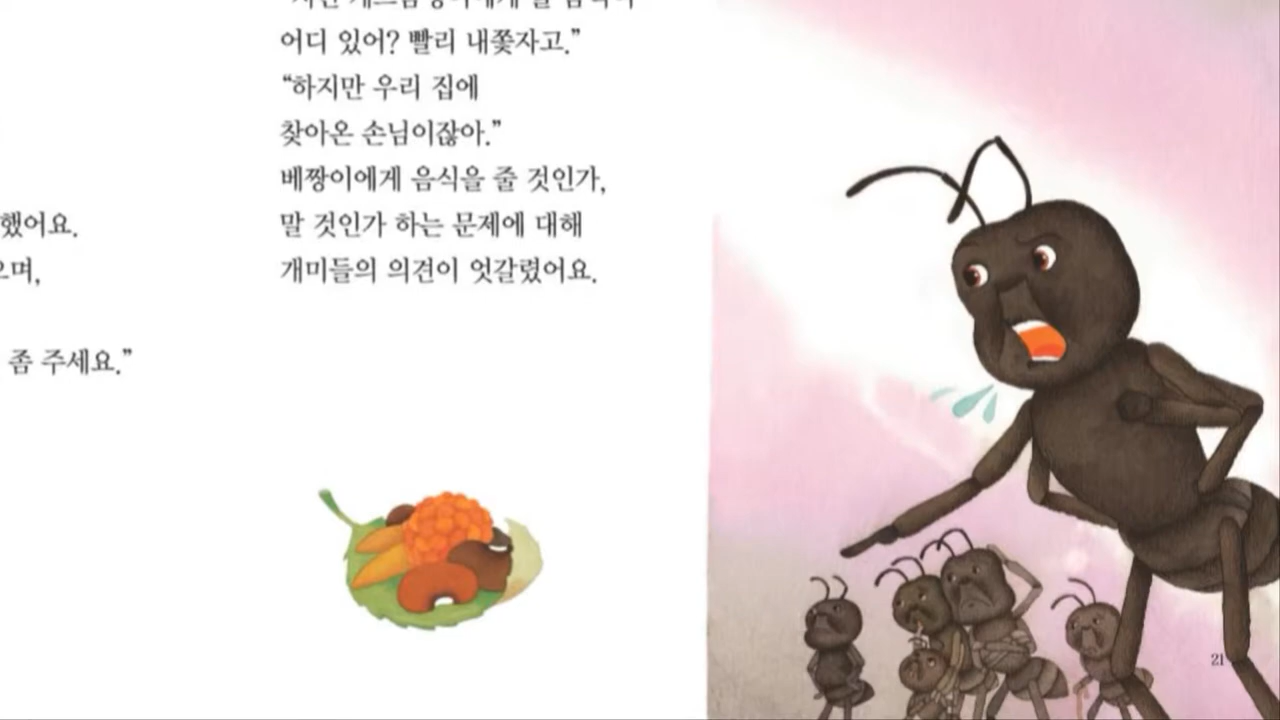 했어요.
며,
좀 주세요.”
어디 있어? 빨리 내쫓자고.”
“하지만 우리 집에
찾아온 손님이잖아.”
베짱이에게 음식을 줄 것인가,
말 것인가 하는 문제에 대해
개미들의 의견이 엇갈렸어요.
21